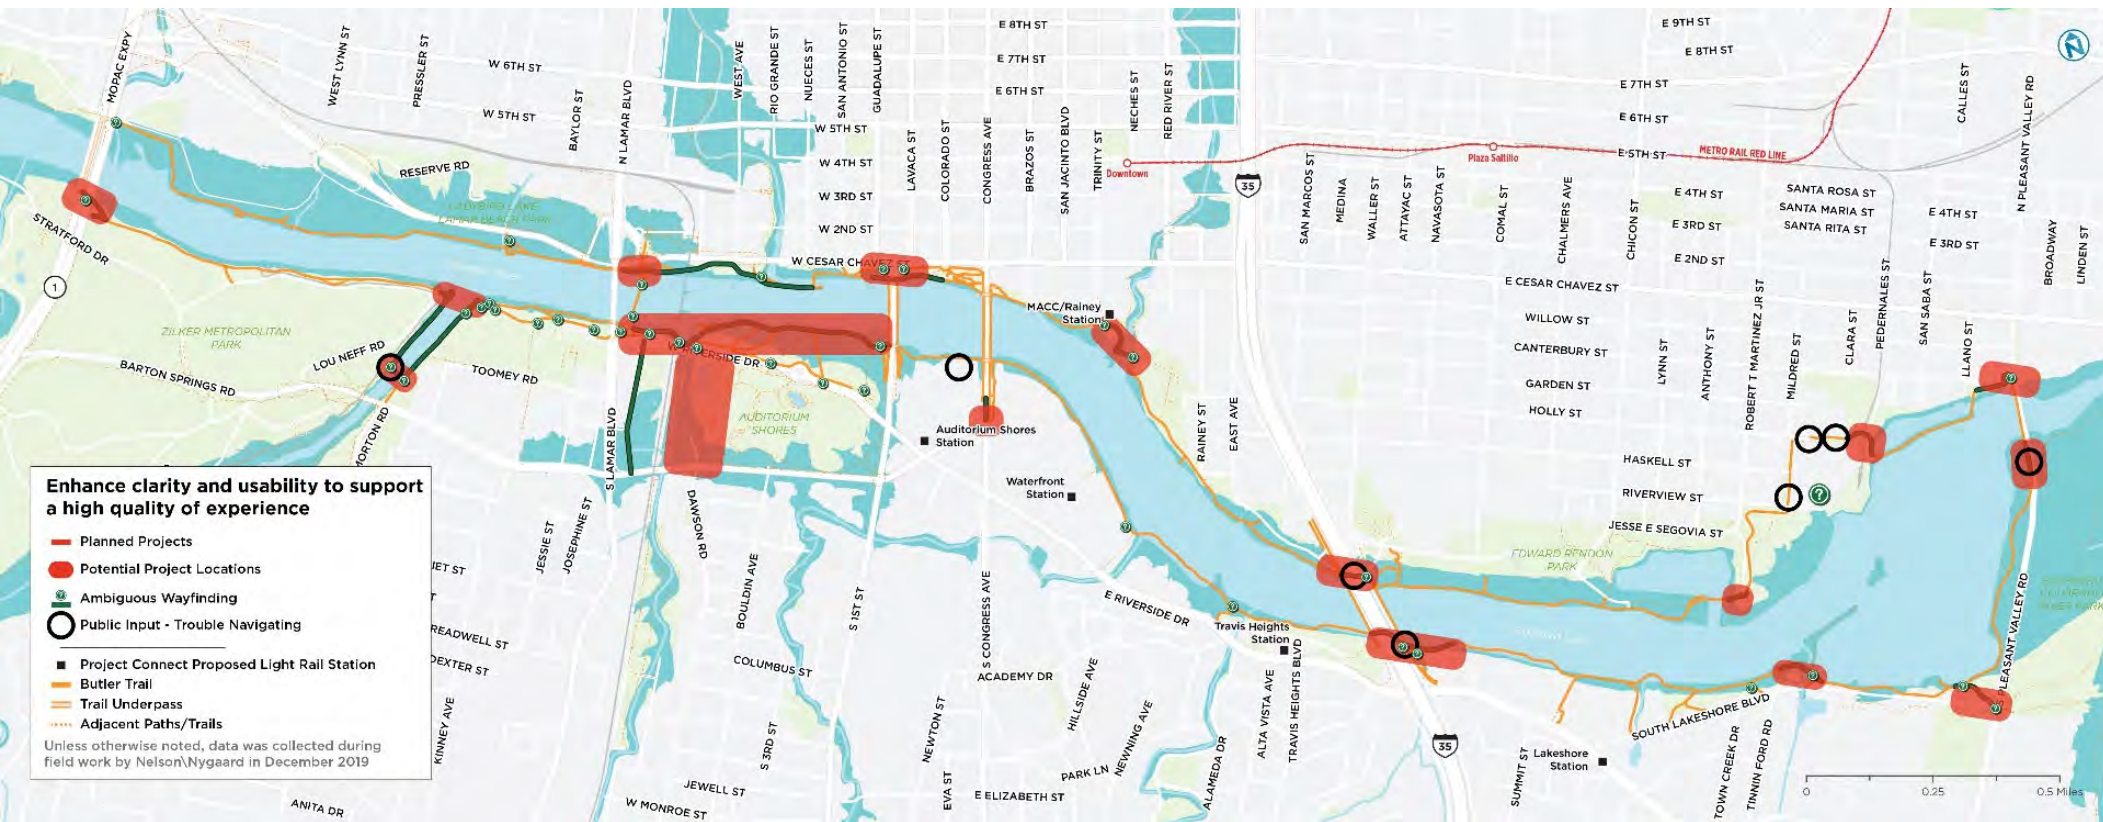 MOPAC EXPY
WEST LYNN ST
PRESSLER ST
W 6TH ST
W 5TH ST
BAYLOR ST
N LAMAR BLVD
RESERVE RD
WEST AVE
RIO GRANDE ST
NUECES ST
SAN ANTONIO ST
GUADALUPE ST
E 8TH ST
E 7TH ST
E 6TH ST
W 5TH ST
W 4TH ST
W 3RD ST
W 2ND ST
W CESAR CHAVEZ ST
LAVACA ST
COLORADO ST
CONGRESS AVE
BRAZOS ST
SAN JACINTO BLVD
TRINITY ST
NECHES ST
RED RIVER ST
Downtown
35
E 9TH ST
E 8TH ST
E 7TH ST
E 6TH ST
E 5TH ST
METRO RAIL RED LINE
Plaza Saltillo
E 4TH ST
E 3RD ST
E 2ND ST
SANTA ROSA ST
SANTA MARIA ST
SANTA RITA ST
E 4TH ST
E 3RD ST
CALLES ST
N PLEASANT VALLEY RD
BROADWAY
LINDEN ST
N
SAN MARCOS ST
MEDINA
WALLER ST
ATTAYAC ST
NAVASOTA ST
COMAL ST
CHALMERS AVE
CHICON ST
E CESAR CHAVEZ ST
WILLOW ST
CANTERBURY ST
GARDEN ST
HOLLY ST
LYNN ST
ANTHONY ST
ROBERT T MARTINEZ JR ST
MILDRED ST
CLARA ST
PEDERNALES ST
SAN SABA ST
LLANO ST
HASKELL ST
RIVERVIEW ST
JESSE E SEGOVIA ST
EDWARD RENDON
PARK
STRATFORD DR
1
LADYBIRD LAKE
LAMAR BEACH PARK
ZILKER METROPOLITAN
PARK
LOU NEFF RD
BARTON SPRINGS RD
TOOMEY RD
W RIVERSIDE DR
AUDITORIUM
SHORES
MORTON RD
S LAMAR BLVD
MACC/Rainey
Station
Auditorium Shores
Station
Waterfront
Station
RAINEY ST
EAST AVE
DAWSON RD
JESSIE ST
JOSEPHINE ST
BOULDIN AVE
S 1ST ST
S CONGRESS AVE
E RIVERSIDE DR
Travis Heights
Station
ALTA VISTA AVE
TRAVIS HEIGHTS BLVD
COLUMBUS ST
ACADEMY DR
HILLSIDE AVE
NEWNING AVE
NEWTON ST
S 3RD ST
PARK LN
EVA ST
E ELIZABETH ST
ALAMEDA DR
JEWELL ST
W MONROE ST
KINNEY AVE
ANITA DR
JET ST
T
READWELL ST
DEXTER ST
35
SUMMIT ST
Lakeshore
Station
SOUTH LAKESHORE BLVD
TOWN CREEK DR
TINNIN FORD RD
S PLEASANT VALLEY RD
0
0.25
0.5 Miles
Enhance clarity and usability to support
a high quality of experience
Planned Projects
Potential Project Locations
Ambiguous Wayfinding
Public Input - Trouble Navigating
Project Connect Proposed Light Rail Station
Butler Trail
Trail Underpass
Adjacent Paths/Trails
Unless otherwise noted, data was collected during
field work by Nelson\Nygaard in December 2019